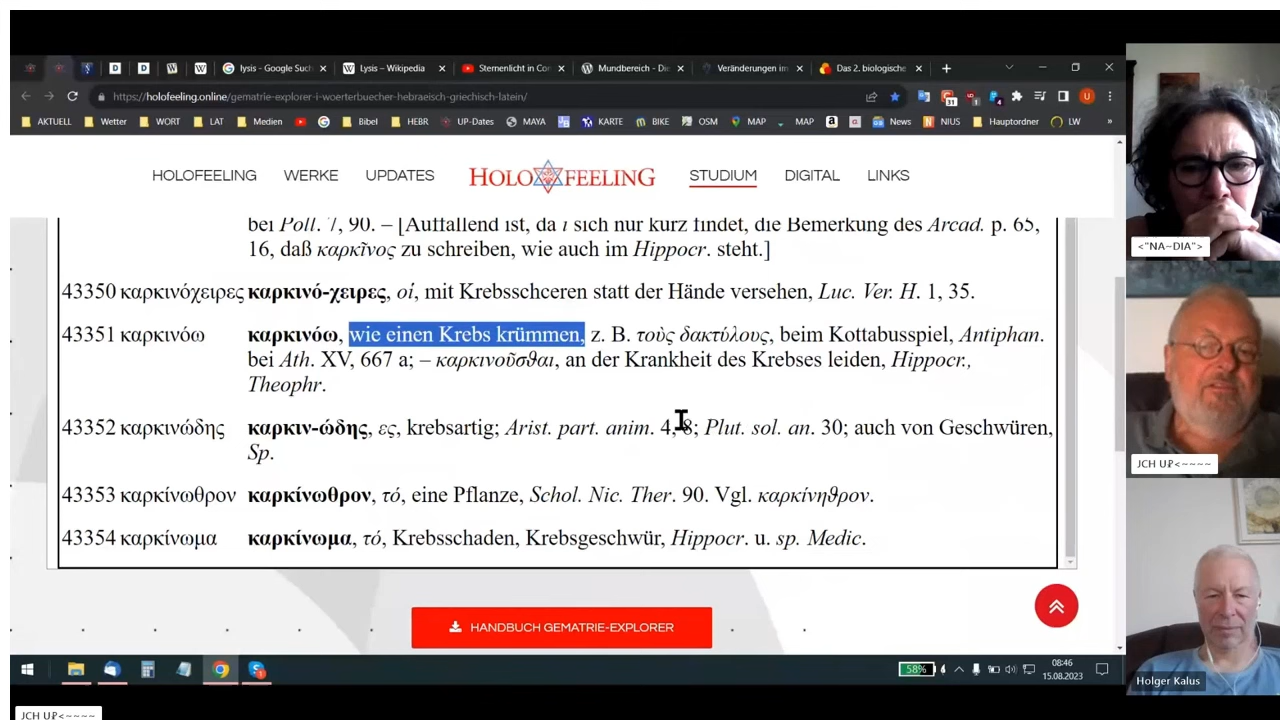 lysis - Google Suc
Lysis – Wikipedia
Sternenlicht in Co
Mundbereich - Di
Veränderungen im
Das 2. biologische
https://holofeeling.online/gematrie-explorer-i-woerterbuecher-hebraeisch-griechisch-latein/
AKTUELL Wetter WORT LAT Medien Bibel HEBR UP-Dates MAYA KARTE BIKE OSM MAP MAP News NIUS Hauptordner LW »
HOLOFEELING WERKE UPDATES HOLOFEELING STUDIUM DIGITAL LINKS
bei Poll. 7, 90. – [Auffallend ist, da ι sich nur kurz findet, die Bemerkung des Arcad. p. 65,
16, daß καρκῖνος zu schreiben, wie auch im Hippocr. steht.]
43350 καρκινόχειρες καρκινό-χειρες, οἱ, mit Krebsschceren statt der Hände versehen, Luc. Ver. H. 1, 35.
43351 καρκινόω καρκινόω, wie einen Krebs krümmen, z. B. τοὺς δακτύλους, beim Kottabusspiel, Antiphan.
bei Ath. XV, 667 a; – καρκινοῦσθαι, an der Krankheit des Krebses leiden, Hippocr.,
Theophr.
43352 καρκινώδης καρκιν-ώδης, ες, krebsartig; Arist. part. anim. 4, 8; Plut. sol. an. 30; auch von Geschwüren,
Sp.
43353 καρκίνωθρον καρκίνωθρον, τό, eine Pflanze, Schol. Nic. Ther. 90. Vgl. καρκίνηθρον.
43354 καρκίνωμα καρκίνωμα, τό, Krebsschaden, Krebsgeschwür, Hippocr. u. sp. Medic.
HANDBUCH GEMATRIE-EXPLORER
58%
08:46
15.08.2023
<"NA~DIA">
JCH UP<~~~~
Holger Kalus
JCH UP<~~~~